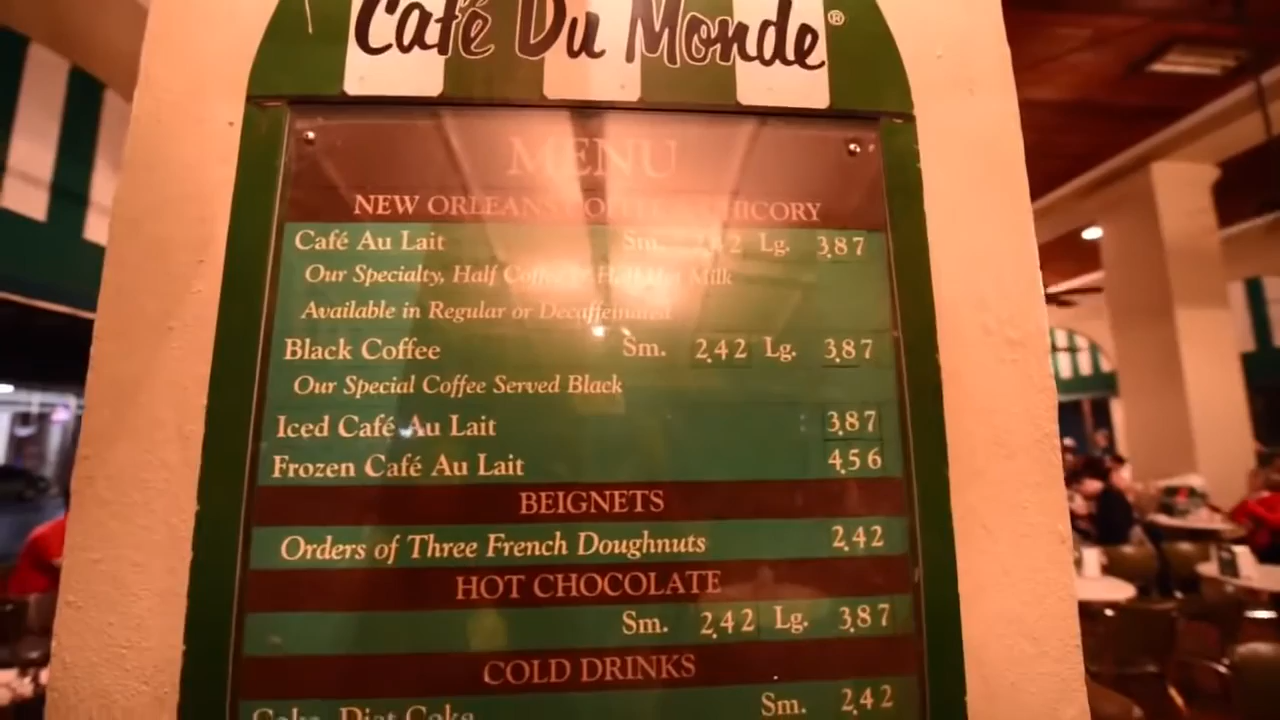 Café Du Monde®
MENU
NEW ORLEANS COFFEE CHICORY
Café Au Lait Sm. 2.42 Lg. 3.87
Our Specialty, Half Coffee Half Hot Milk
Available in Regular or Decaffeinated
Black Coffee Sm. 2.42 Lg. 3.87
Our Special Coffee Served Black
Iced Café Au Lait 3.87
Frozen Café Au Lait 4.56
BEIGNETS
Orders of Three French Doughnuts 2.42
HOT CHOCOLATE
Sm. 2.42 Lg. 3.87
COLD DRINKS
Coke, Diet Coke Sm. 2.42